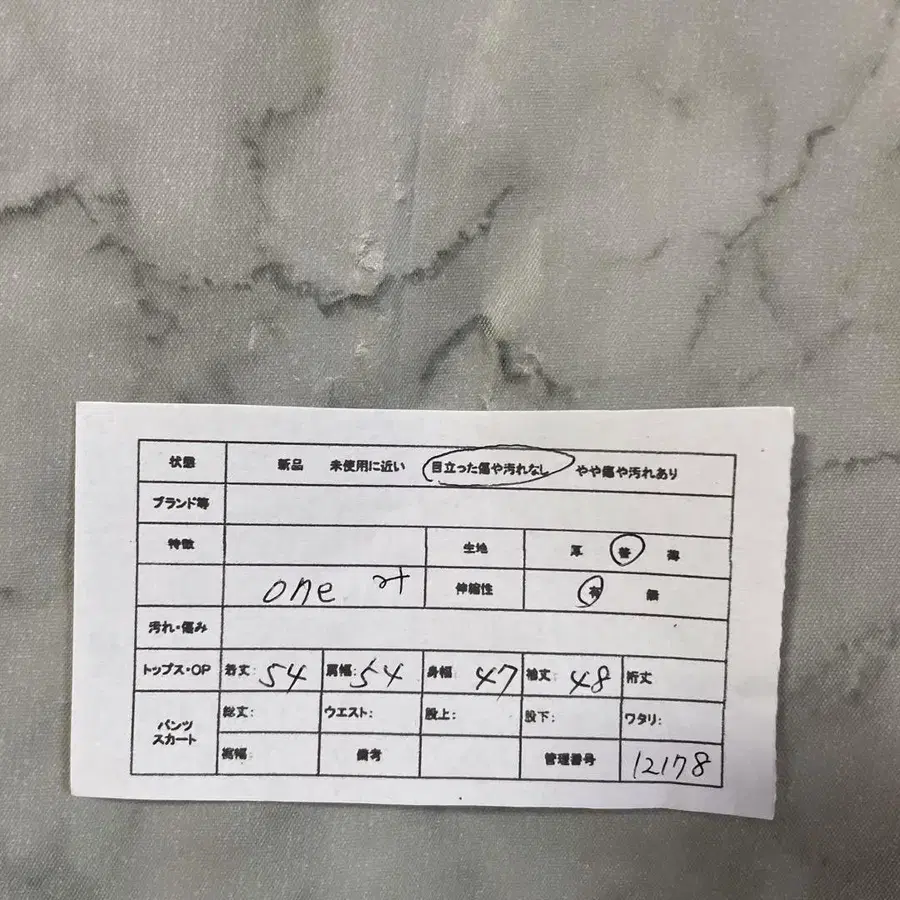 状態 新品 未使用に近い 目立った傷や汚れなし やや傷や汚れあり
ブランド等
特徴 生地 厚 普 薄
one 伸縮性 有 無
汚れ・傷み
トップス・OP 着丈: 54 肩幅: 54 身幅: 47 袖丈: 48 裄丈
パンツ スカート 総丈: ウエスト: 股上: 股下: ワタリ:
裾幅: 備考 管理番号 12178